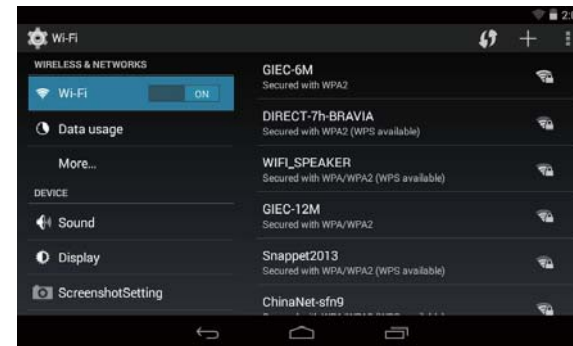 2:
Wi-Fi
WIRELESS & NETWORKS
Wi-Fi ON
Data usage
More...
DEVICE
Sound
Display
ScreenshotSetting
GIEC-6M
Secured with WPA2
DIRECT-7h-BRAVIA
Secured with WPA2 (WPS available)
WIFI_SPEAKER
Secured with WPA/WPA2 (WPS available)
GIEC-12M
Secured with WPA/WPA2
Snappet2013
Secured with WPA/WPA2 (WPS available)
ChinaNet-sfn9